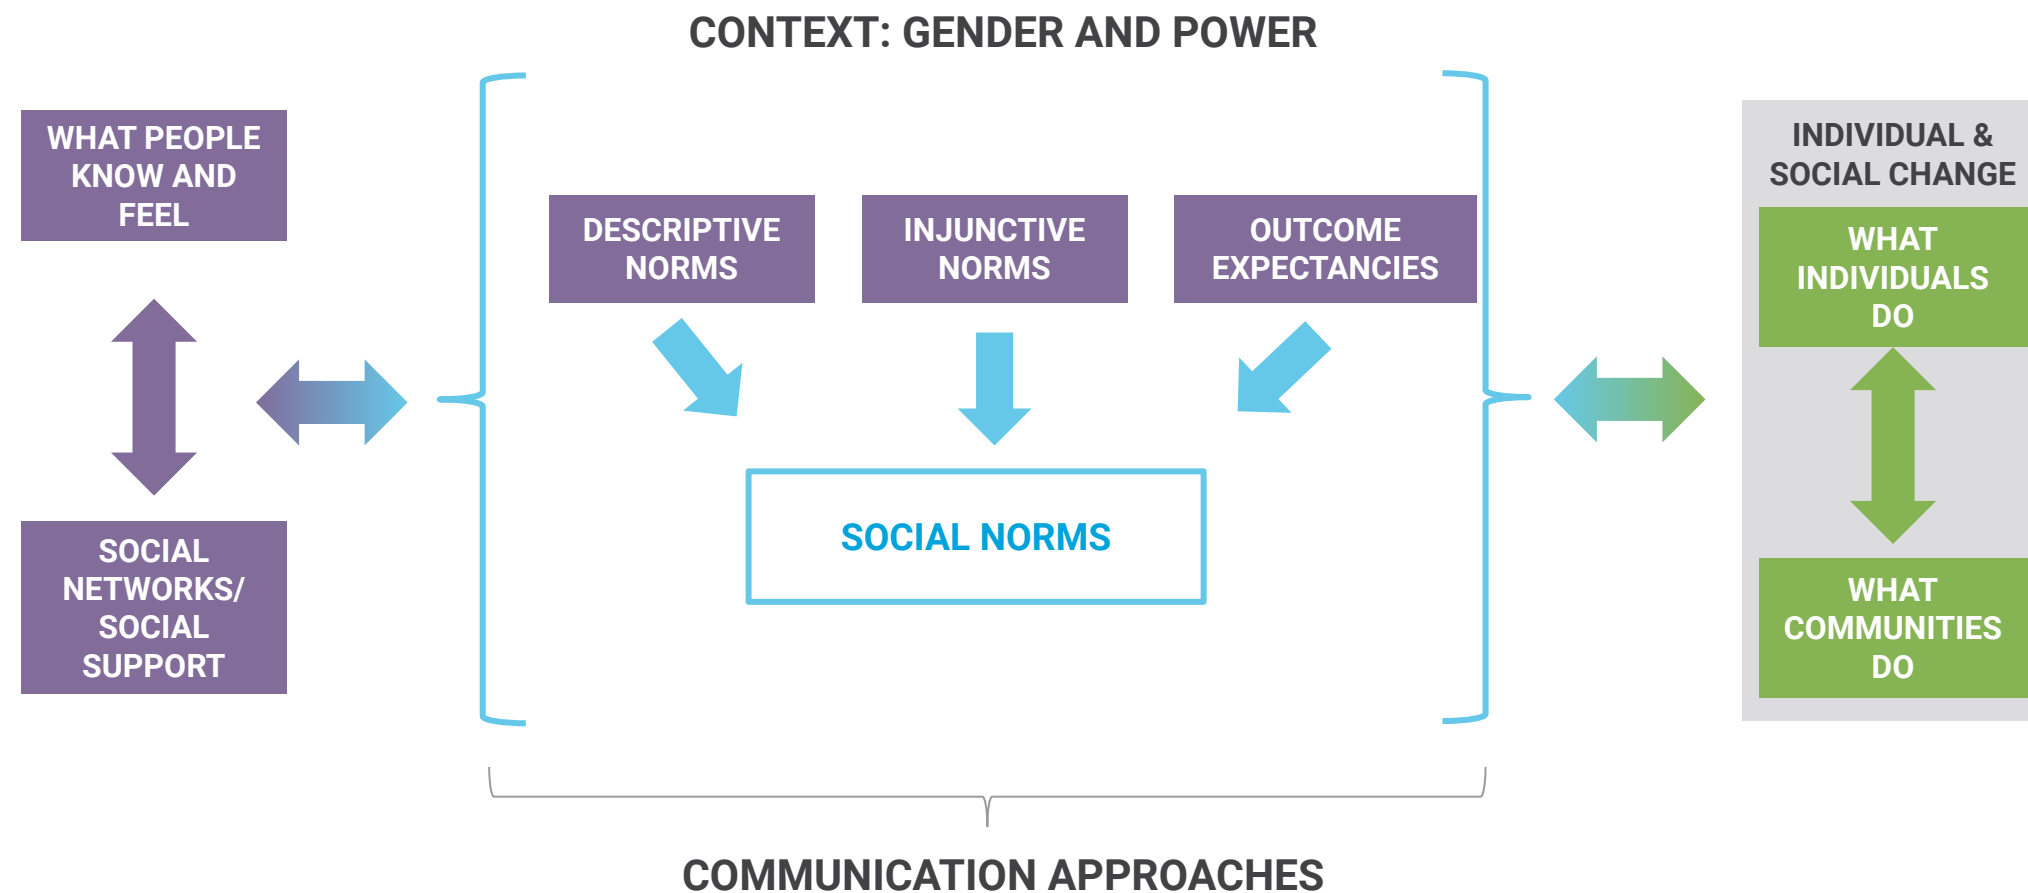 CONTEXT: GENDER AND POWER
WHAT PEOPLE
KNOW AND
FEEL
SOCIAL
NETWORKS/
SOCIAL
SUPPORT
DESCRIPTIVE
NORMS
INJUNCTIVE
NORMS
OUTCOME
EXPECTANCIES
SOCIAL NORMS
INDIVIDUAL &
SOCIAL CHANGE
WHAT
INDIVIDUALS
DO
WHAT
COMMUNITIES
DO
COMMUNICATION APPROACHES